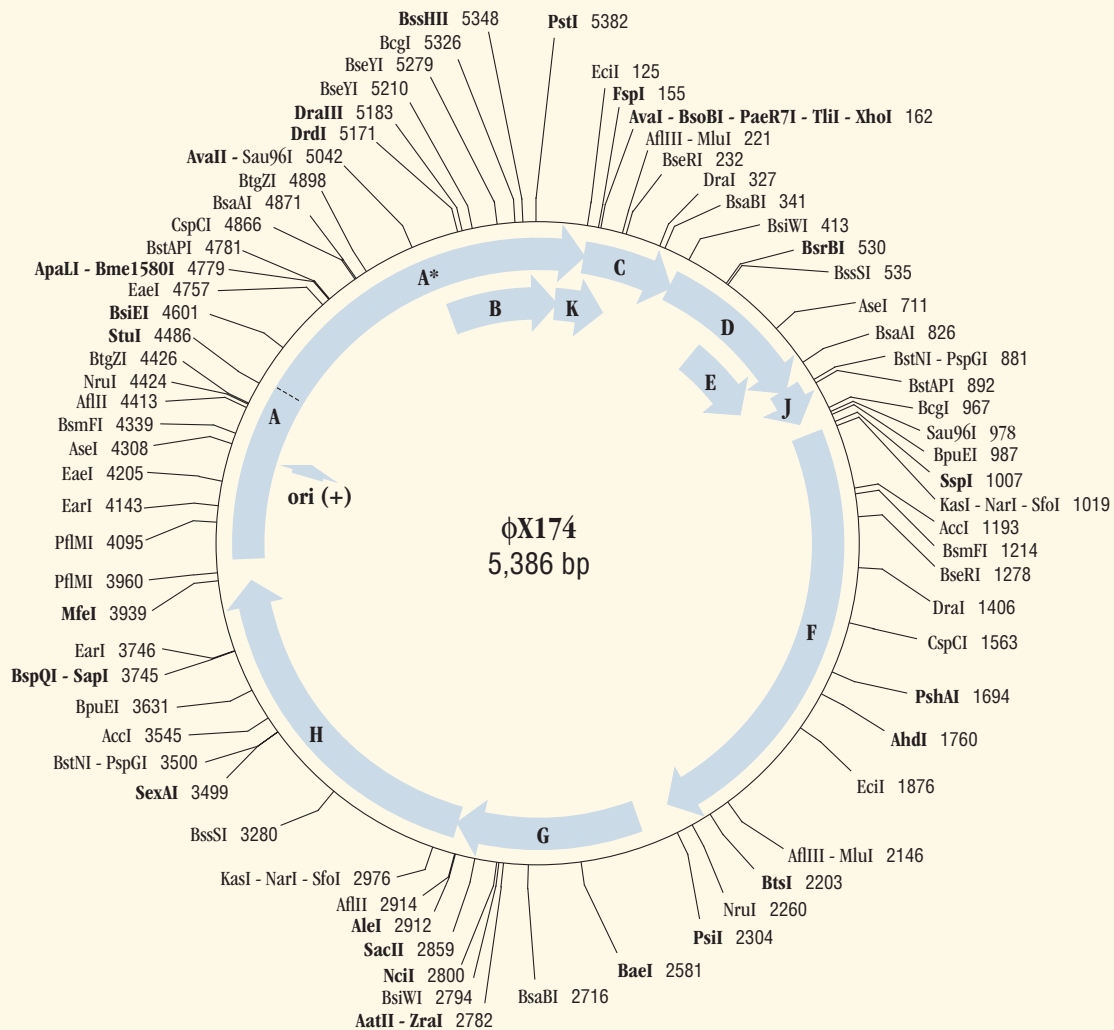 BssHII 5348
BcgI 5326
BseYI 5279
BseYI 5210
DraIII 5183
DrdI 5171
AvaII - Sau96I 5042
BtgZI 4898
BsaAI 4871
CspCI 4866
BstAPI 4781
ApaLI - Bme1580I 4779
EaeI 4757
BsiEI 4601
StuI 4486
BtgZI 4426
NruI 4424
AflII 4413
BsmFI 4339
AseI 4308
EaeI 4205
EarI 4143
PflMI 4095
PflMI 3960
MfeI 3939
EarI 3746
BspQI - SapI 3745
BpuEI 3631
AccI 3545
BstNI - PspGI 3500
SexAI 3499
BssSI 3280
KasI - NarI - SfoI 2976
AflII 2914
AleI 2912
SacII 2859
NciI 2800
BsiWI 2794
AatII - ZraI 2782
PstI 5382
EciI 125
FspI 155
AvaI - BsoBI - PaeR7I - TliI - XhoI 162
AflIII - MluI 221
BseRI 232
DraI 327
BsaBI 341
BsiWI 413
BsrBI 530
BssSI 535
AseI 711
BsaAI 826
BstNI - PspGI 881
BstAPI 892
BcgI 967
Sau96I 978
BpuEI 987
SspI 1007
KasI - NarI - SfoI 1019
AccI 1193
BsmFI 1214
BseRI 1278
DraI 1406
CspCI 1563
PshAI 1694
AhdI 1760
EciI 1876
AflIII - MluI 2146
BtsI 2203
NruI 2260
PsiI 2304
BaeI 2581
BsaBI 2716
A*
B
K
C
D
E
J
A
ori (+)
ϕX174
5,386 bp
F
H
G